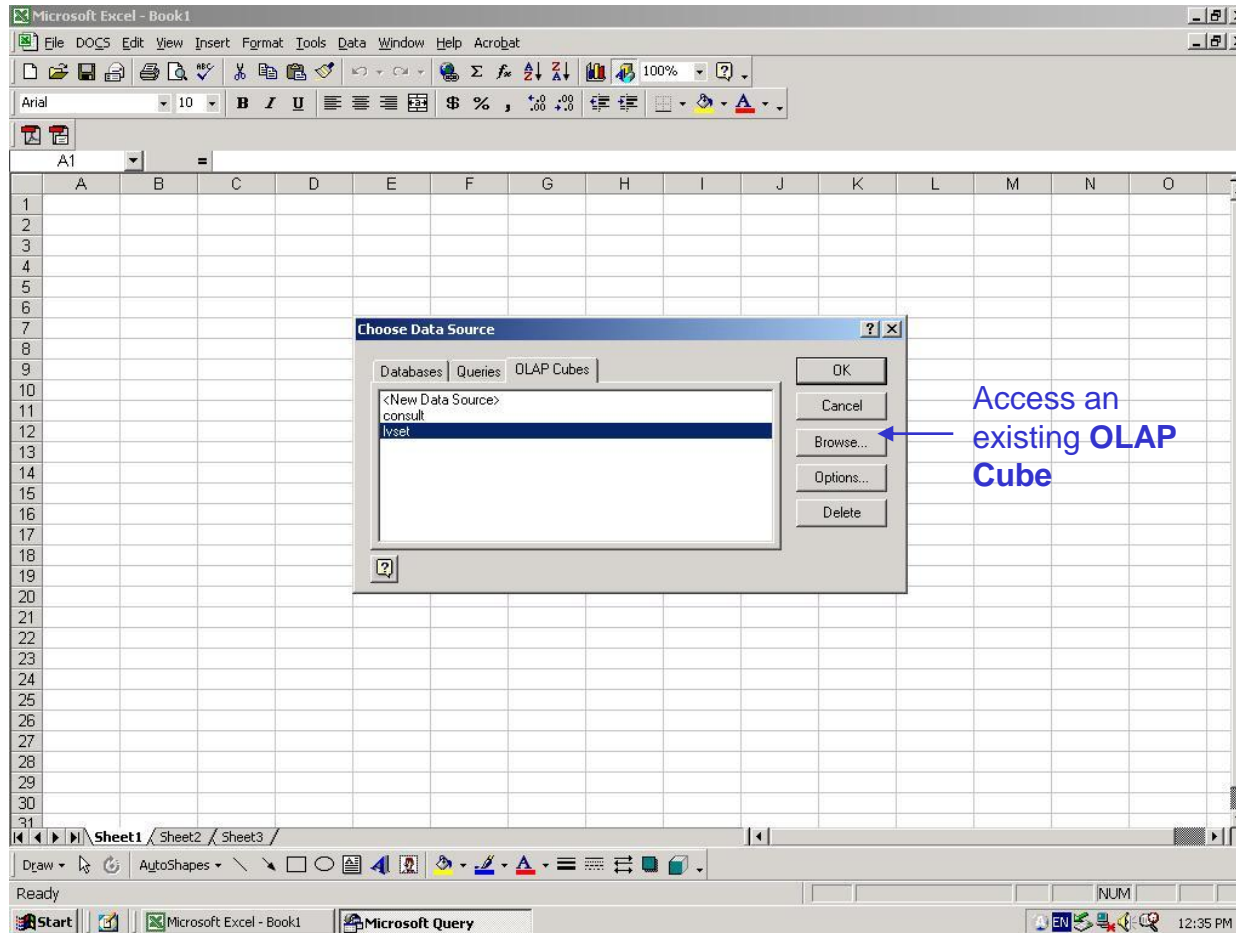 Microsoft Excel - Book1
File DOCS Edit View Insert Format Tools Data Window Help Acrobat
100%
Arial 10 B I U $ % ,
A1 =
A B C D E F G H I J K L M N O
1
2
3
4
5
6
7
8
9
10
11
12
13
14
15
16
17
18
19
20
21
22
23
24
25
26
27
28
29
30
31
Choose Data Source
Databases Queries OLAP Cubes
<New Data Source>
consult
lvset
OK
Cancel
Browse...
Options...
Delete
Access an
existing OLAP
Cube
Sheet1 Sheet2 Sheet3
Draw AutoShapes
Ready NUM
Start Microsoft Excel - Book1 Microsoft Query EN 12:35 PM